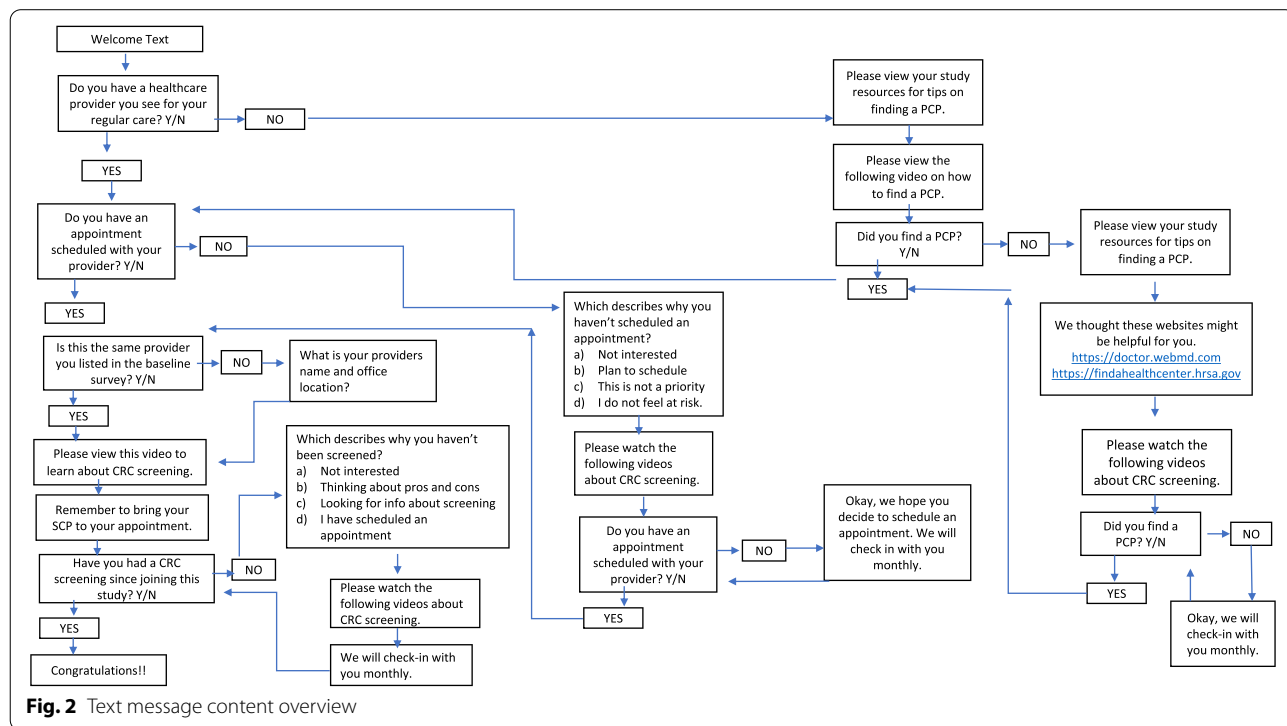 Welcome Text
Do you have a healthcare
provider you see for your
regular care? Y/N
NO
YES
Do you have an
appointment
scheduled with your
provider? Y/N
NO
YES
Is this the same provider
you listed in the baseline
survey? Y/N
NO
What is your providers
name and office
location?
YES
Please view this video to
learn about CRC screening.
Remember to bring your
SCP to your appointment.
Have you had a CRC
screening since joining this
study? Y/N
NO
YES
Congratulations!!
Which describes why you haven't
been screened?
a) Not interested
b) Thinking about pros and cons
c) Looking for info about screening
d) I have scheduled an
appointment
Please watch the
following videos about
CRC screening.
We will check-in with
you monthly.
Which describes why you
haven't scheduled an
appointment?
a) Not interested
b) Plan to schedule
c) This is not a priority
d) I do not feel at risk.
Please watch the
following videos
about CRC screening.
Do you have an
appointment
scheduled with your
provider? Y/N
NO
YES
Okay, we hope you
decide to schedule an
appointment. We will
check in with you
monthly.
Please view your study
resources for tips on
finding a PCP.
Please view the
following video on how
to find a PCP.
Did you find a PCP?
Y/N
NO
YES
Please view your study
resources for tips on
finding a PCP.
We thought these websites might
be helpful for you.
https://doctor.webmd.com
https://findahealthcenter.hrsa.gov
Please watch the
following videos
about CRC screening.
Did you find a
PCP? Y/N
NO
YES
Okay, we will
check-in with
you monthly.
Fig. 2 Text message content overview